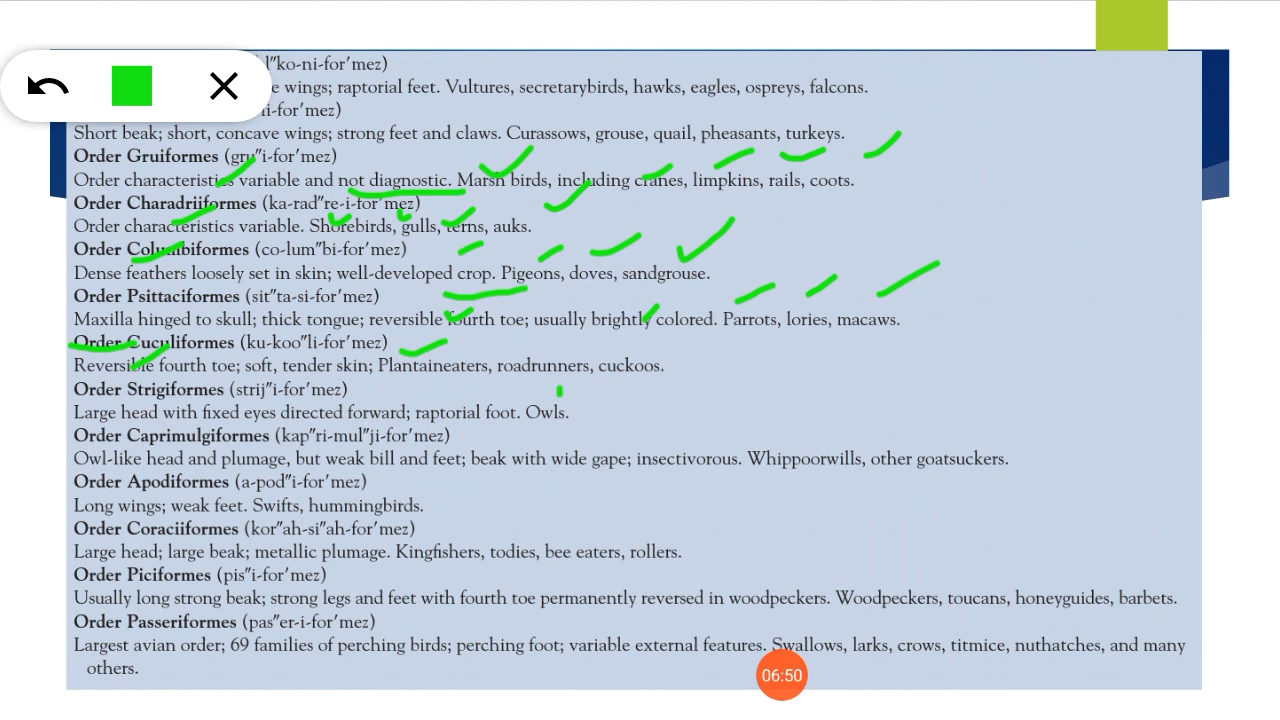 l″ko-ni-for′mez)
e wings; raptorial feet. Vultures, secretarybirds, hawks, eagles, ospreys, falcons.
li-for′mez)
Short beak; short, concave wings; strong feet and claws. Curassows, grouse, quail, pheasants, turkeys.
Order Gruiformes (gru″i-for′mez)
Order characteristics variable and not diagnostic. Marsh birds, including cranes, limpkins, rails, coots.
Order Charadriiformes (ka-rad″re-i-for′mez)
Order characteristics variable. Shorebirds, gulls, terns, auks.
Order Columbiformes (co-lum″bi-for′mez)
Dense feathers loosely set in skin; well-developed crop. Pigeons, doves, sandgrouse.
Order Psittaciformes (sit″ta-si-for′mez)
Maxilla hinged to skull; thick tongue; reversible fourth toe; usually brightly colored. Parrots, lories, macaws.
Order Cuculiformes (ku-koo″li-for′mez)
Reversible fourth toe; soft, tender skin; Plantaineaters, roadrunners, cuckoos.
Order Strigiformes (strij″i-for′mez)
Large head with fixed eyes directed forward; raptorial foot. Owls.
Order Caprimulgiformes (kap″ri-mul″ji-for′mez)
Owl-like head and plumage, but weak bill and feet; beak with wide gape; insectivorous. Whippoorwills, other goatsuckers.
Order Apodiformes (a-pod″i-for′mez)
Long wings; weak feet. Swifts, hummingbirds.
Order Coraciiformes (kor″ah-si″ah-for′mez)
Large head; large beak; metallic plumage. Kingfishers, todies, bee eaters, rollers.
Order Piciformes (pis″i-for′mez)
Usually long strong beak; strong legs and feet with fourth toe permanently reversed in woodpeckers. Woodpeckers, toucans, honeyguides, barbets.
Order Passeriformes (pas″er-i-for′mez)
Largest avian order; 69 families of perching birds; perching foot; variable external features. Swallows, larks, crows, titmice, nuthatches, and many
others.
06:50